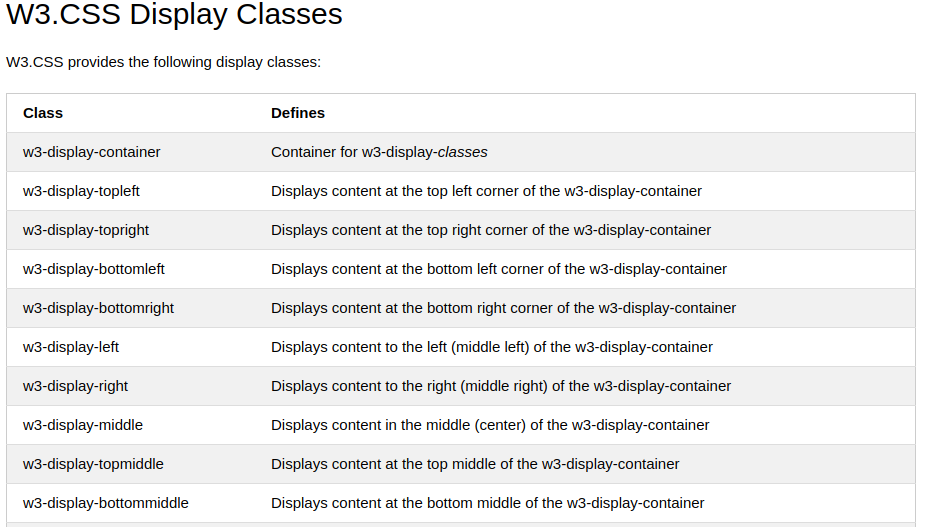 W3.CSS Display Classes
W3.CSS provides the following display classes:
Class Defines
w3-display-container Container for w3-display-classes
w3-display-topleft Displays content at the top left corner of the w3-display-container
w3-display-topright Displays content at the top right corner of the w3-display-container
w3-display-bottomleft Displays content at the bottom left corner of the w3-display-container
w3-display-bottomright Displays content at the bottom right corner of the w3-display-container
w3-display-left Displays content to the left (middle left) of the w3-display-container
w3-display-right Displays content to the right (middle right) of the w3-display-container
w3-display-middle Displays content in the middle (center) of the w3-display-container
w3-display-topmiddle Displays content at the top middle of the w3-display-container
w3-display-bottommiddle Displays content at the bottom middle of the w3-display-container